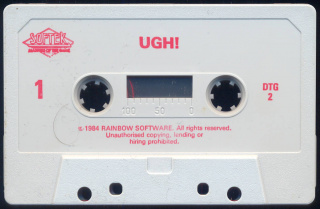 SOFTEK
UGH!
1
DTG
2
100 50 0
© 1984 RAINBOW SOFTWARE. All rights reserved.
Unauthorised copying, lending or
hiring prohibited.